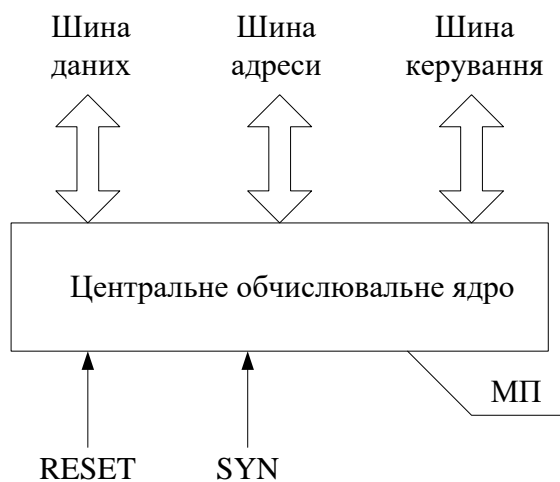 Шина даних
Шина адреси
Шина керування
Центральне обчислювальне ядро
МП
RESET
SYN